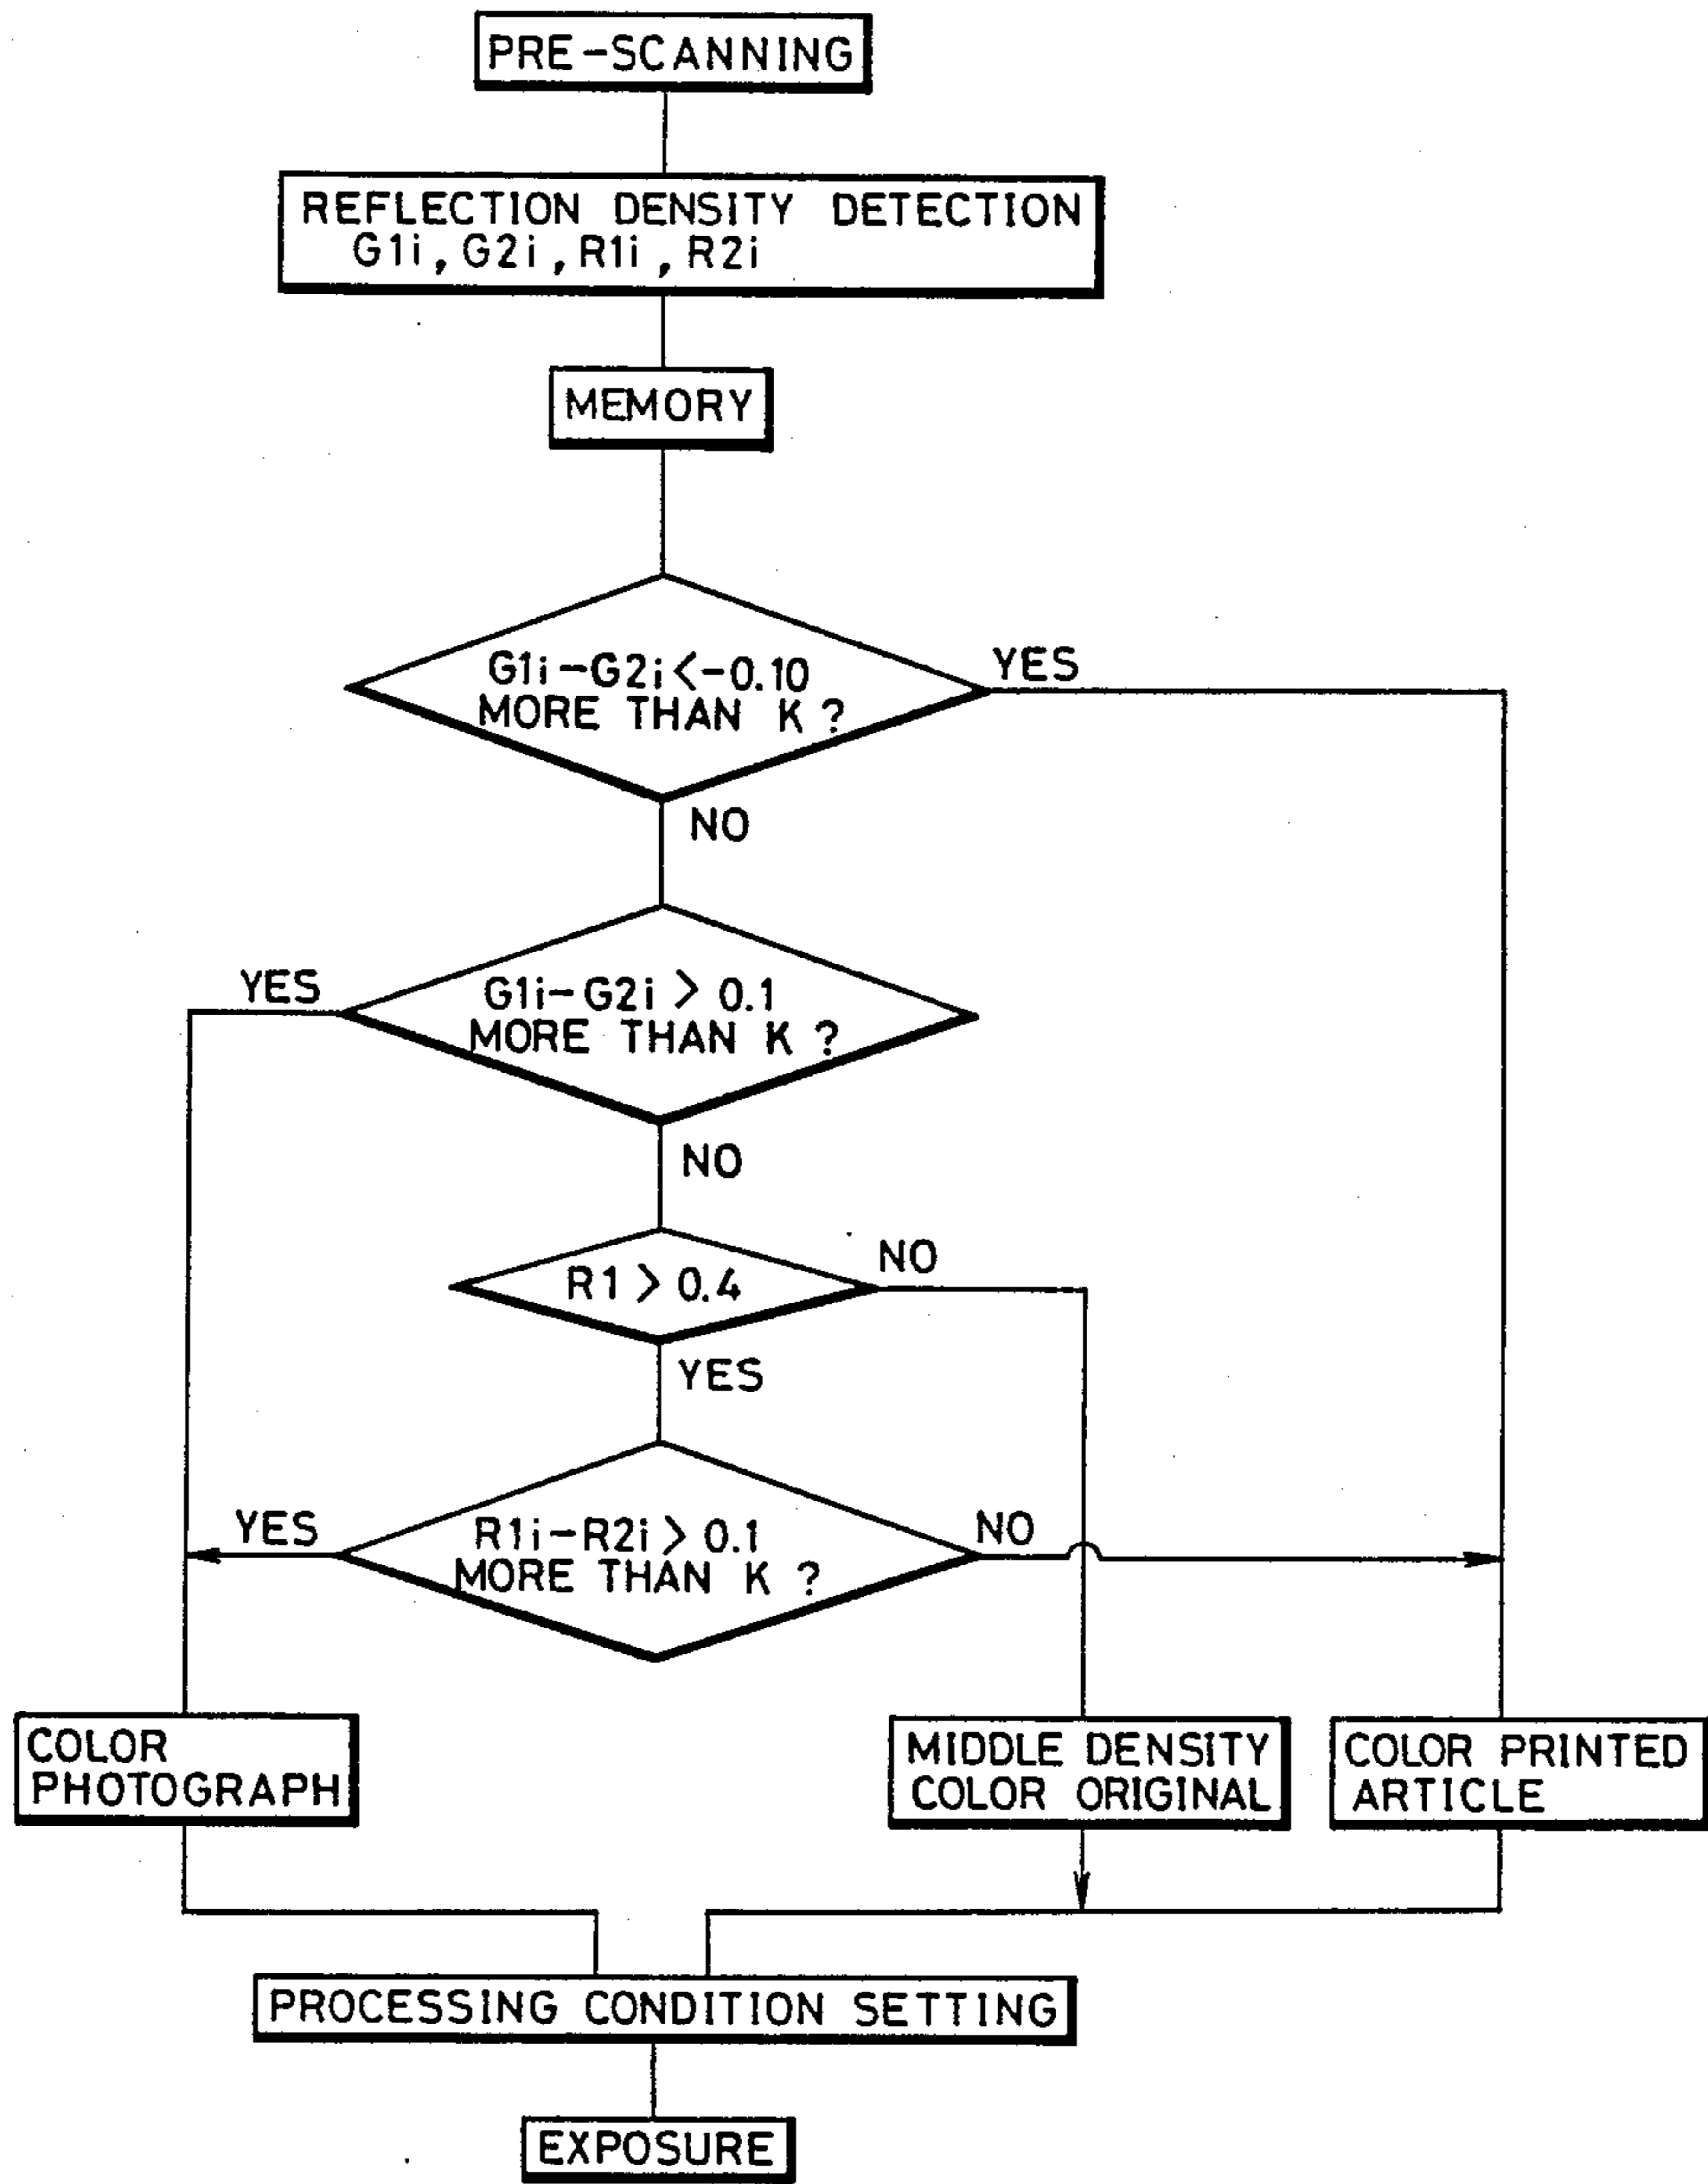 PRE-SCANNING
REFLECTION DENSITY DETECTION
G1i, G2i, R1i, R2i
MEMORY
G1i-G2i<-0.10
MORE THAN K?
YES
NO
G1i-G2i > 0.1
MORE THAN K?
YES
NO
R1 > 0.4
NO
YES
R1i-R2i > 0.1
MORE THAN K?
YES
NO
COLOR
PHOTOGRAPH
MIDDLE DENSITY
COLOR ORIGINAL
COLOR PRINTED
ARTICLE
PROCESSING CONDITION SETTING
EXPOSURE